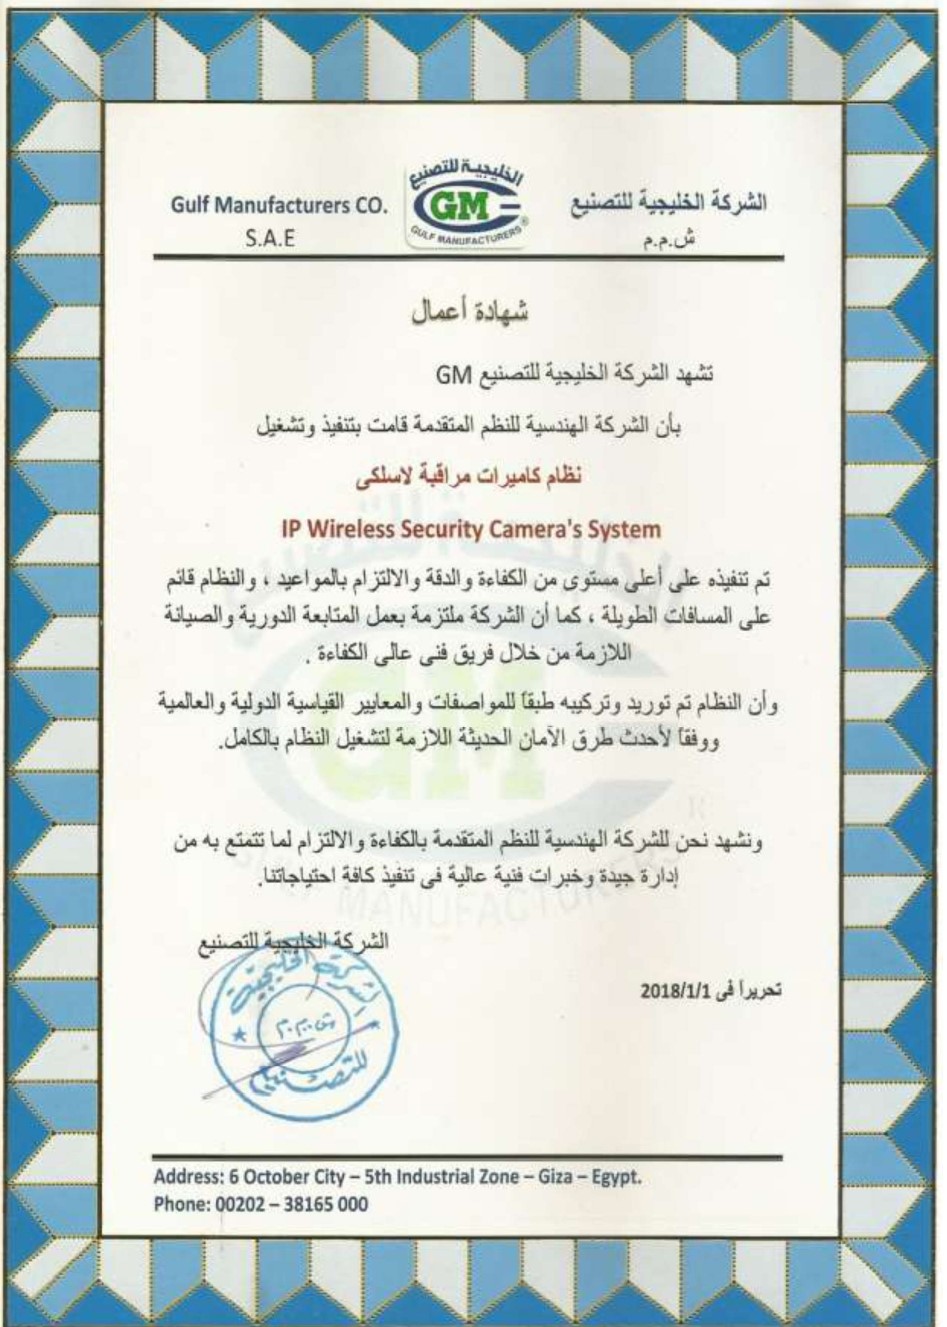 Gulf Manufacturers CO.
S.A.E
الخليجية للتصنيع
GM
GULF MANUFACTURERS
®
الشركة الخليجية للتصنيع
ش.م.م
شهادة أعمال
تشهد الشركة الخليجية للتصنيع GM
بأن الشركة الهندسية للنظم المتقدمة قامت بتنفيذ وتشغيل
نظام كاميرات مراقبة لاسلكى
IP Wireless Security Camera's System
تم تنفيذه على أعلى مستوى من الكفاءة والدقة والالتزام بالمواعيد ، والنظام قائم
على المسافات الطويلة ، كما أن الشركة ملتزمة بعمل المتابعة الدورية والصيانة
اللازمة من خلال فريق فنى عالى الكفاءة .
وأن النظام تم توريد وتركيبه طبقاً للمواصفات والمعايير القياسية الدولية والعالمية
ووفقاً لأحدث طرق الآمان الحديثة اللازمة لتشغيل النظام بالكامل.
ونشهد نحن للشركة الهندسية للنظم المتقدمة بالكفاءة والالتزام لما تتمتع به من
إدارة جيدة وخبرات فنية عالية فى تنفيذ كافة احتياجاتنا.
الشركة الخليجية للتصنيع
الشركة الخليجية
ش.م.م
للتصنيع
تحريراً فى 2018/1/1
Address: 6 October City – 5th Industrial Zone – Giza – Egypt.
Phone: 00202 – 38165 000